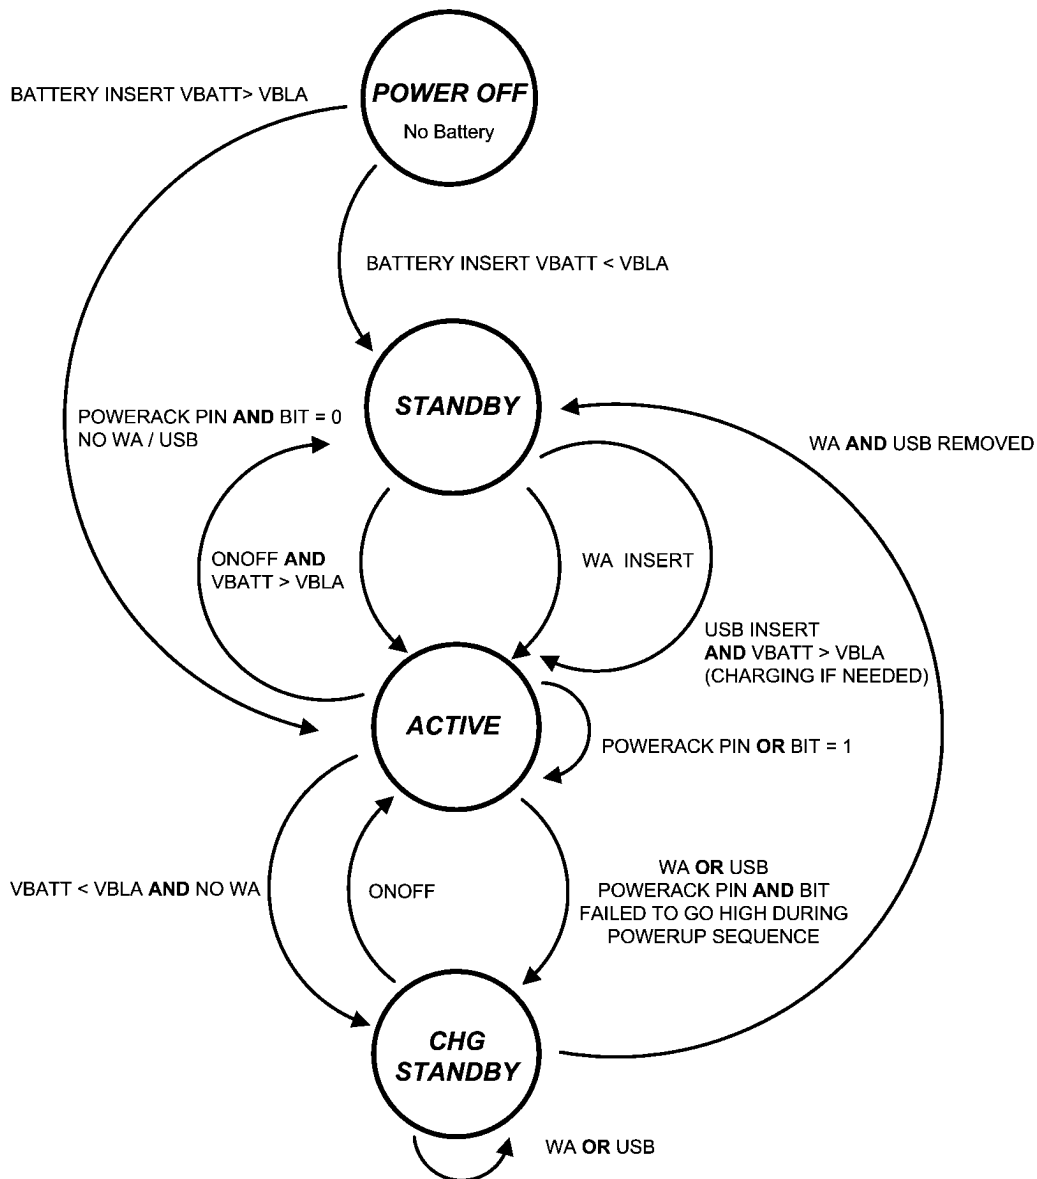 POWER OFF
No Battery
BATTERY INSERT VBATT> VBLA
BATTERY INSERT VBATT < VBLA
STANDBY
POWERACK PIN AND BIT = 0
NO WA / USB
WA AND USB REMOVED
ONOFF AND
VBATT > VBLA
WA INSERT
USB INSERT
AND VBATT > VBLA
(CHARGING IF NEEDED)
ACTIVE
POWERACK PIN OR BIT = 1
VBATT < VBLA AND NO WA
ONOFF
WA OR USB
POWERACK PIN AND BIT
FAILED TO GO HIGH DURING
POWERUP SEQUENCE
CHG
STANDBY
WA OR USB